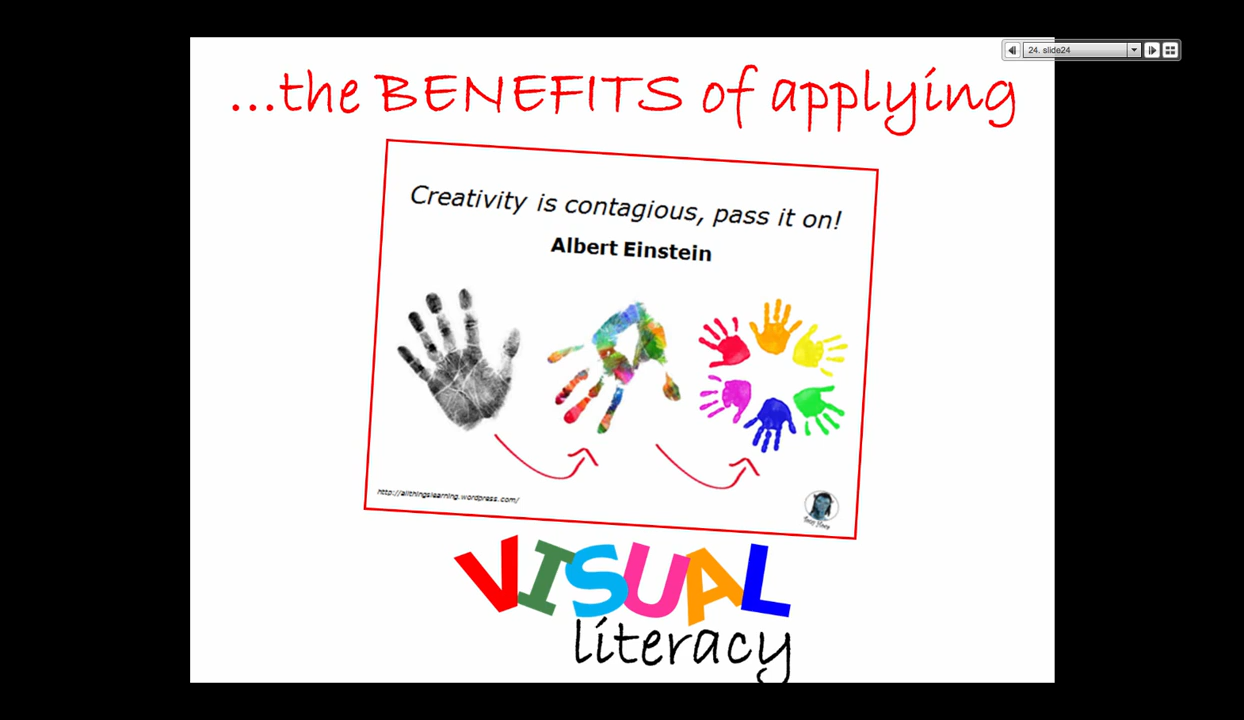 24. slide24
...the BENEFITS of applying
Creativity is contagious, pass it on!
Albert Einstein
http://allthingslearning.wordpress.com/
VISUAL
literacy